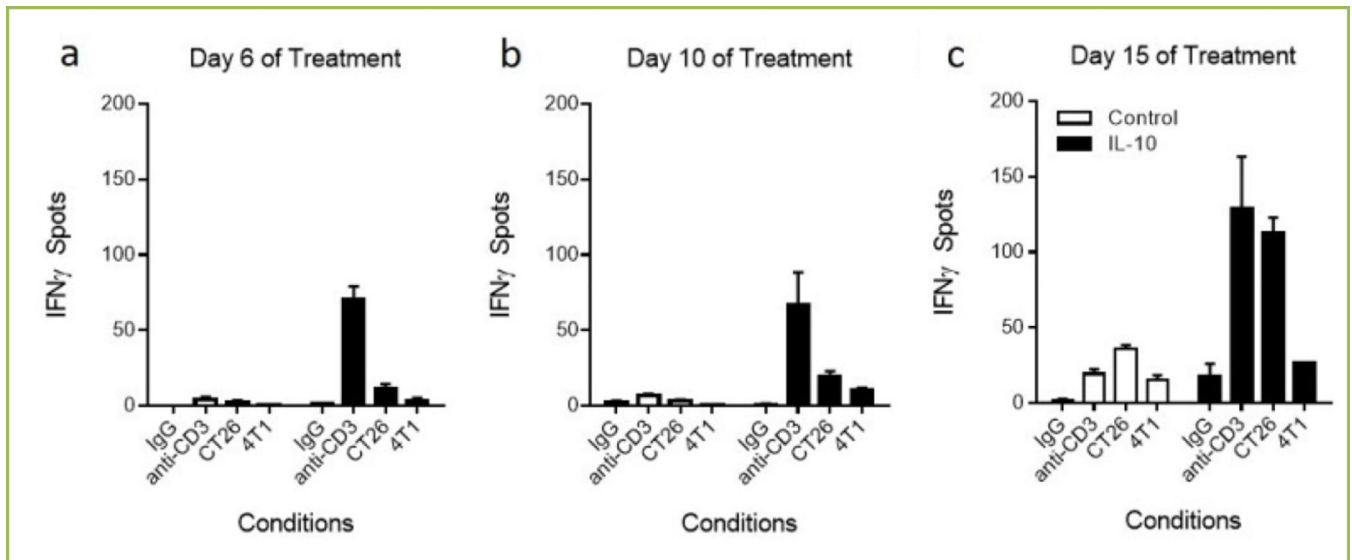 a
Day 6 of Treatment
200
150
100
50
0
IFNγ Spots
IgG
anti-CD3
CT26
4T1
IgG
anti-CD3
CT26
4T1
Conditions
b
Day 10 of Treatment
200
150
100
50
0
IFNγ Spots
IgG
anti-CD3
CT26
4T1
IgG
anti-CD3
CT26
4T1
Conditions
c
Day 15 of Treatment
200
150
100
50
0
IFNγ Spots
Control
IL-10
IgG
anti-CD3
CT26
4T1
IgG
anti-CD3
CT26
4T1
Conditions